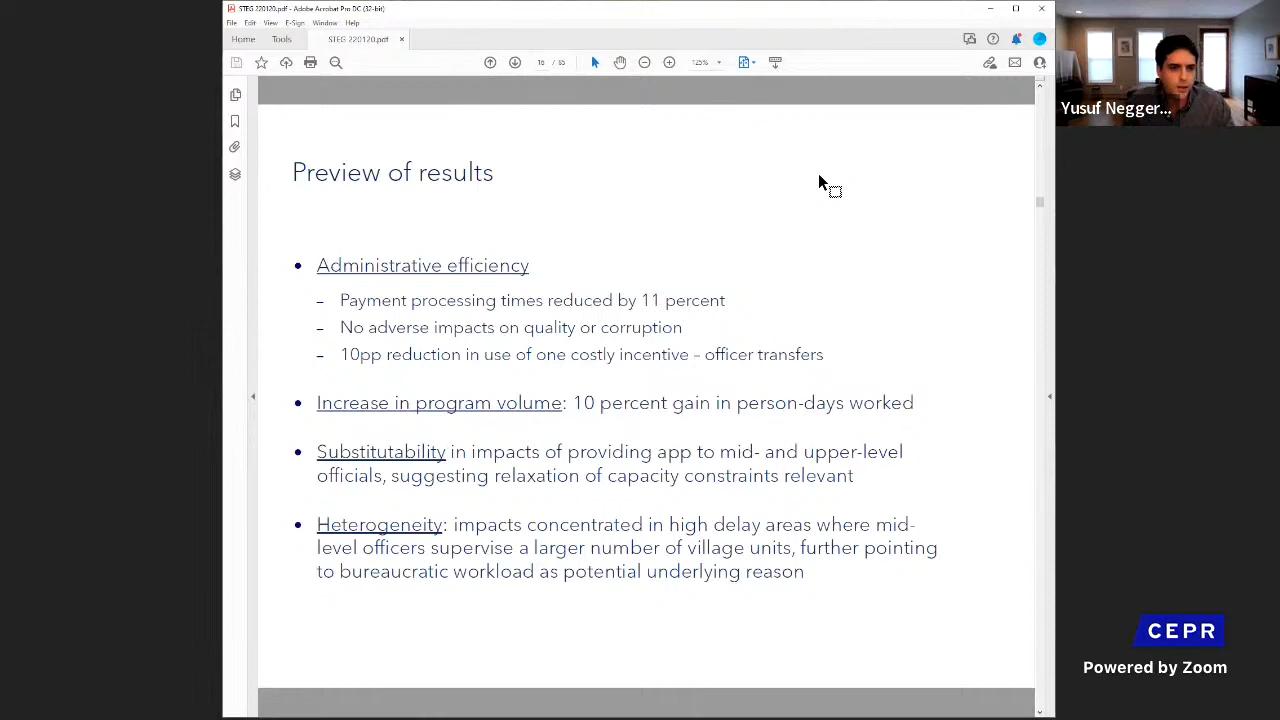 STEG 220120.pdf - Adobe Acrobat Pro DC (32-bit)
File Edit View E-Sign Window Help
Home Tools STEG 220120.pdf ×
16 / 85 125%
Yusuf Negger...
Preview of results
• Administrative efficiency
– Payment processing times reduced by 11 percent
– No adverse impacts on quality or corruption
– 10pp reduction in use of one costly incentive – officer transfers
• Increase in program volume: 10 percent gain in person-days worked
• Substitutability in impacts of providing app to mid- and upper-level
officials, suggesting relaxation of capacity constraints relevant
• Heterogeneity: impacts concentrated in high delay areas where mid-
level officers supervise a larger number of village units, further pointing
to bureaucratic workload as potential underlying reason
CEPR
Powered by Zoom